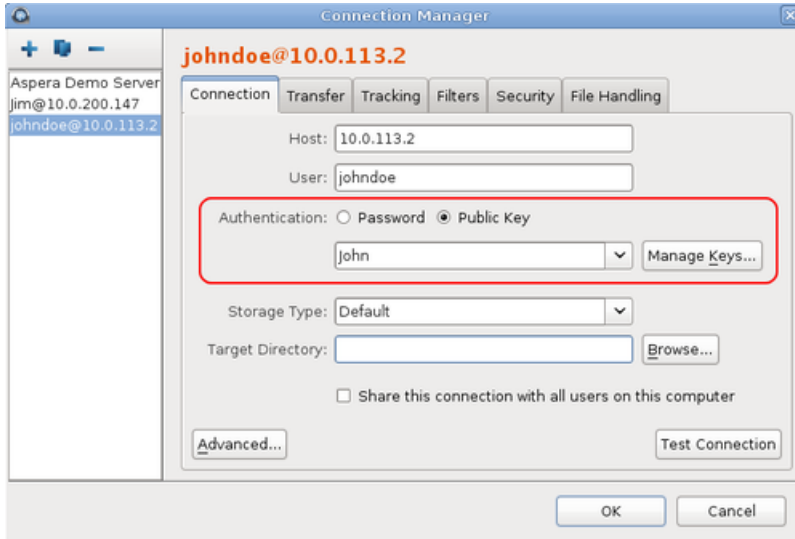 Connection Manager
johndoe@10.0.113.2
Aspera Demo Server
Jim@10.0.200.147
johndoe@10.0.113.2
Connection Transfer Tracking Filters Security File Handling
Host: 10.0.113.2
User: johndoe
Authentication: Password Public Key
John Manage Keys...
Storage Type: Default
Target Directory: Browse...
Share this connection with all users on this computer
Advanced... Test Connection
OK Cancel